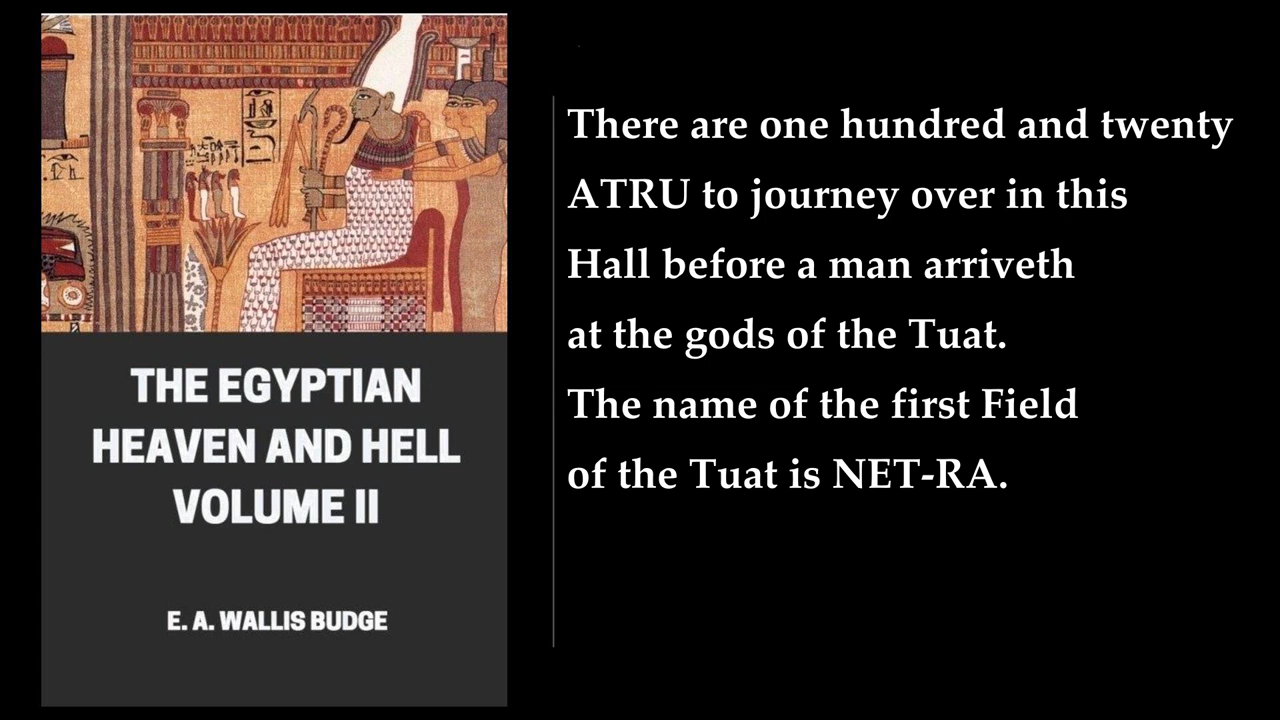 THE EGYPTIAN
HEAVEN AND HELL
VOLUME II
E. A. WALLIS BUDGE
There are one hundred and twenty
ATRU to journey over in this
Hall before a man arriveth
at the gods of the Tuat.
The name of the first Field
of the Tuat is NET-RA.